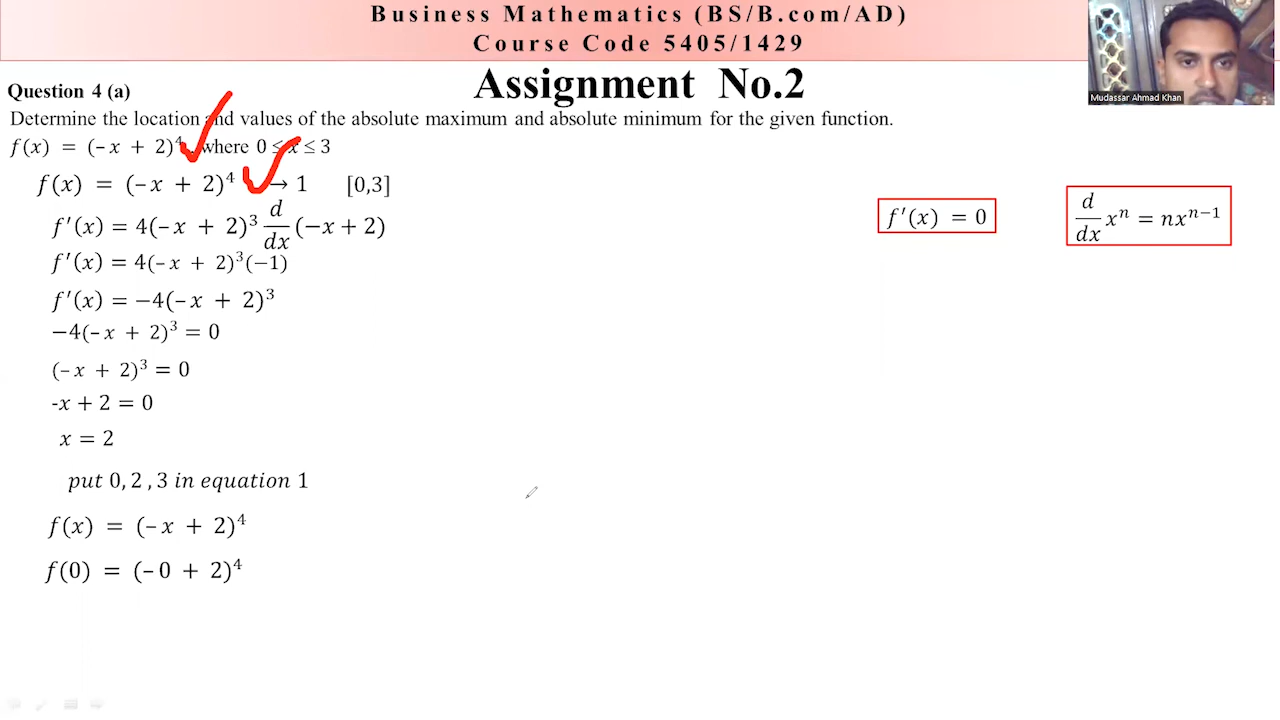 Business Mathematics (BS/B.com/AD)
Course Code 5405/1429
Mudassar Ahmad Khan
Assignment No.2
Question 4 (a)
Determine the location and values of the absolute maximum and absolute minimum for the given function.
f(x) = (−x + 2)⁴, where 0 ≤ x ≤ 3
f(x) = (−x + 2)⁴ → 1 [0,3]
f'(x) = 4(−x + 2)³ d/dx (−x + 2)
f'(x) = 0
d/dx xⁿ = nxⁿ⁻¹
f'(x) = 4(−x + 2)³(−1)
f'(x) = −4(−x + 2)³
−4(−x + 2)³ = 0
(−x + 2)³ = 0
-x + 2 = 0
x = 2
put 0, 2 , 3 in equation 1
f(x) = (−x + 2)⁴
f(0) = (−0 + 2)⁴